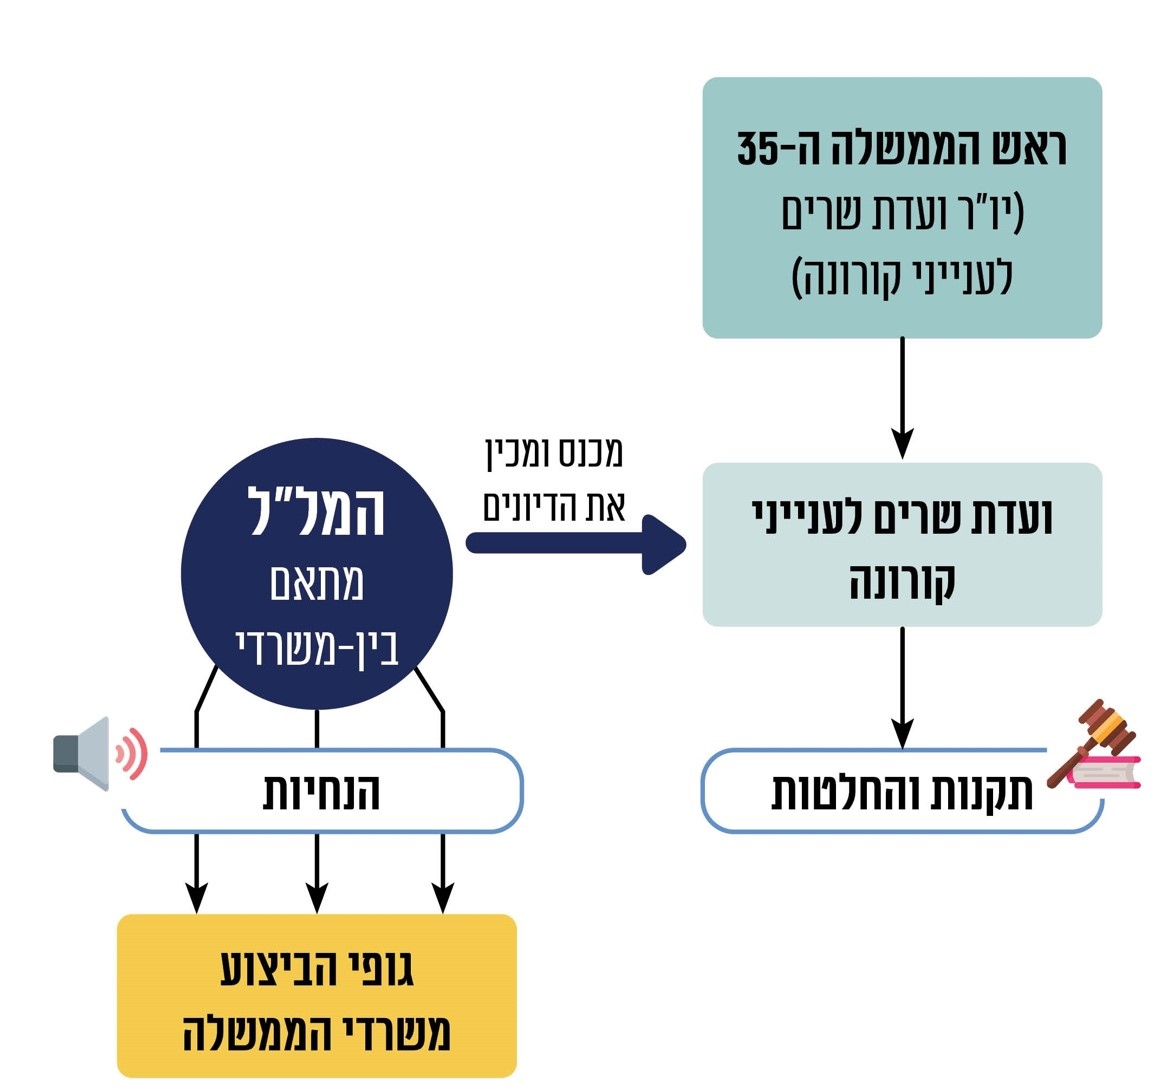 ראש הממשלה ה-35
(יו"ר ועדת שרים
לענייני קורונה)
מכנס ומכין
את הדיונים
ועדת שרים לענייני
קורונה
המל"ל
מתאם
בין-משרדי
תקנות והחלטות
הנחיות
גופי הביצוע
משרדי הממשלה